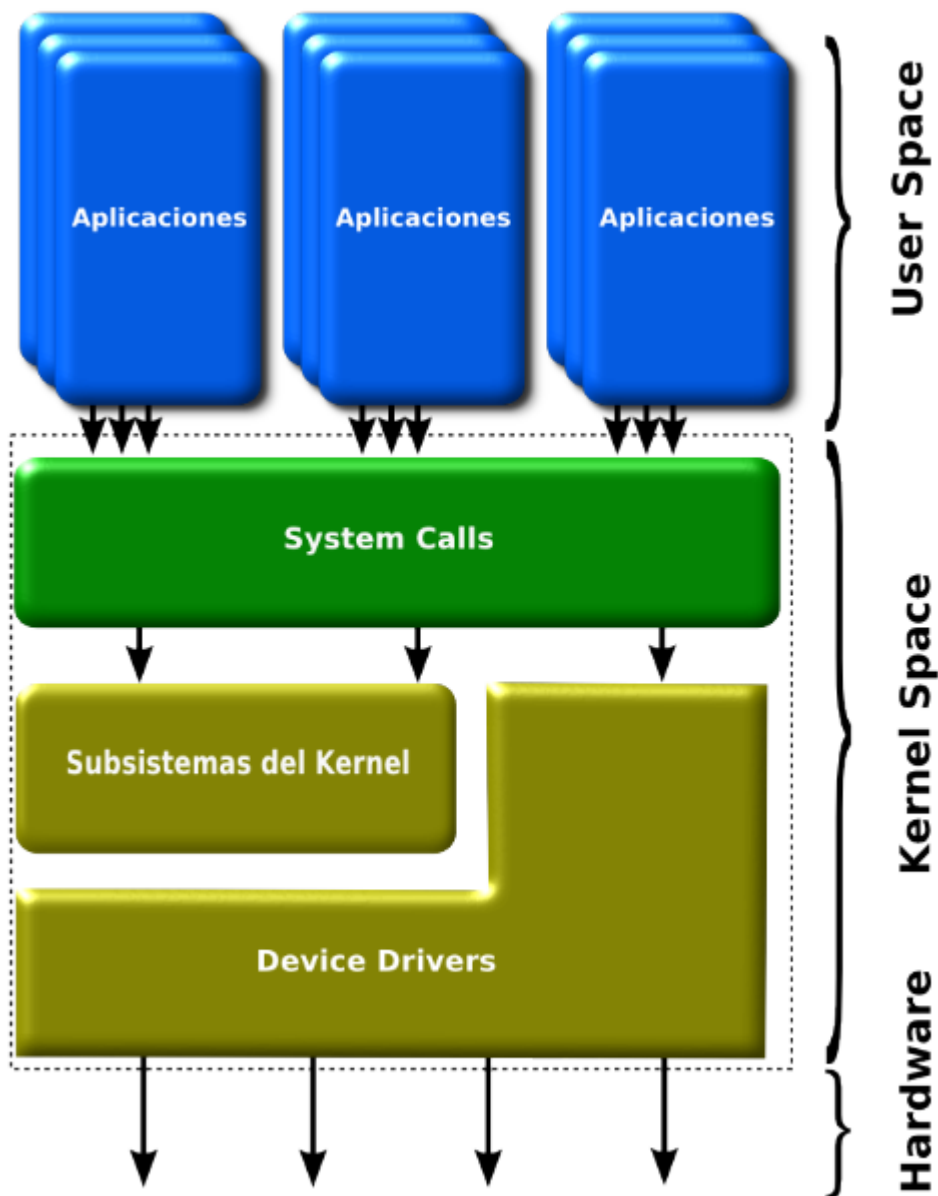 Aplicaciones
Aplicaciones
Aplicaciones
User Space
System Calls
Subsistemas del Kernel
Kernel Space
Device Drivers
Hardware